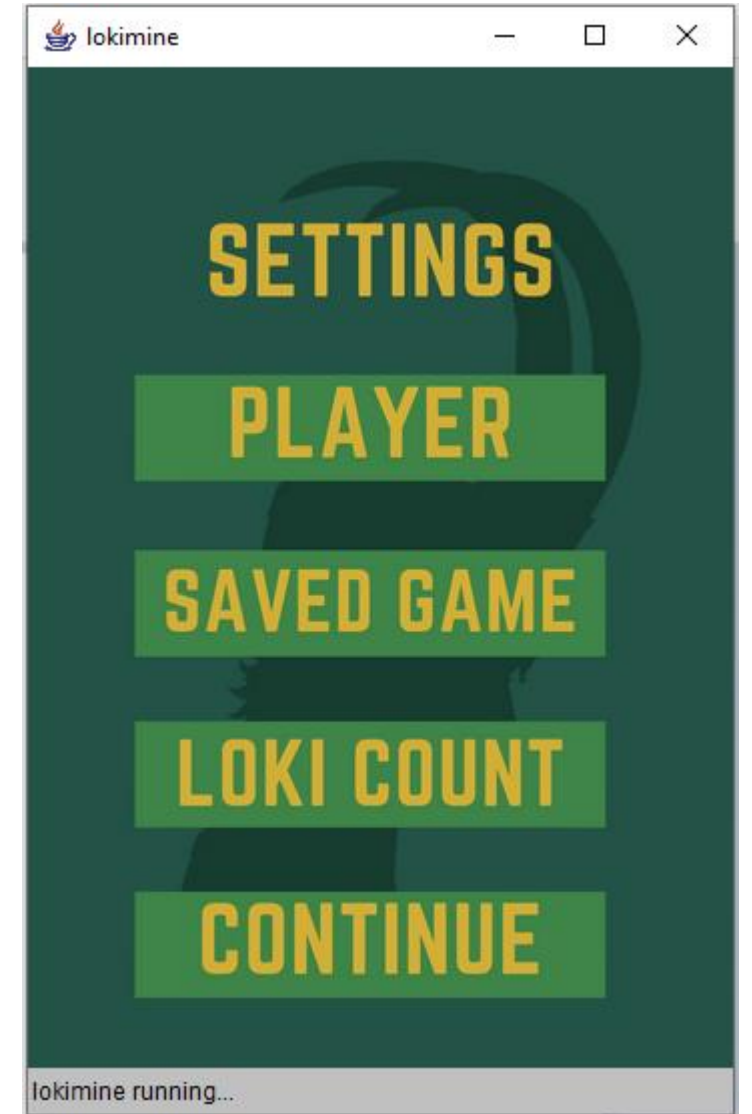 lokimine
SETTINGS
PLAYER
SAVED GAME
LOKI COUNT
CONTINUE
lokimine running...